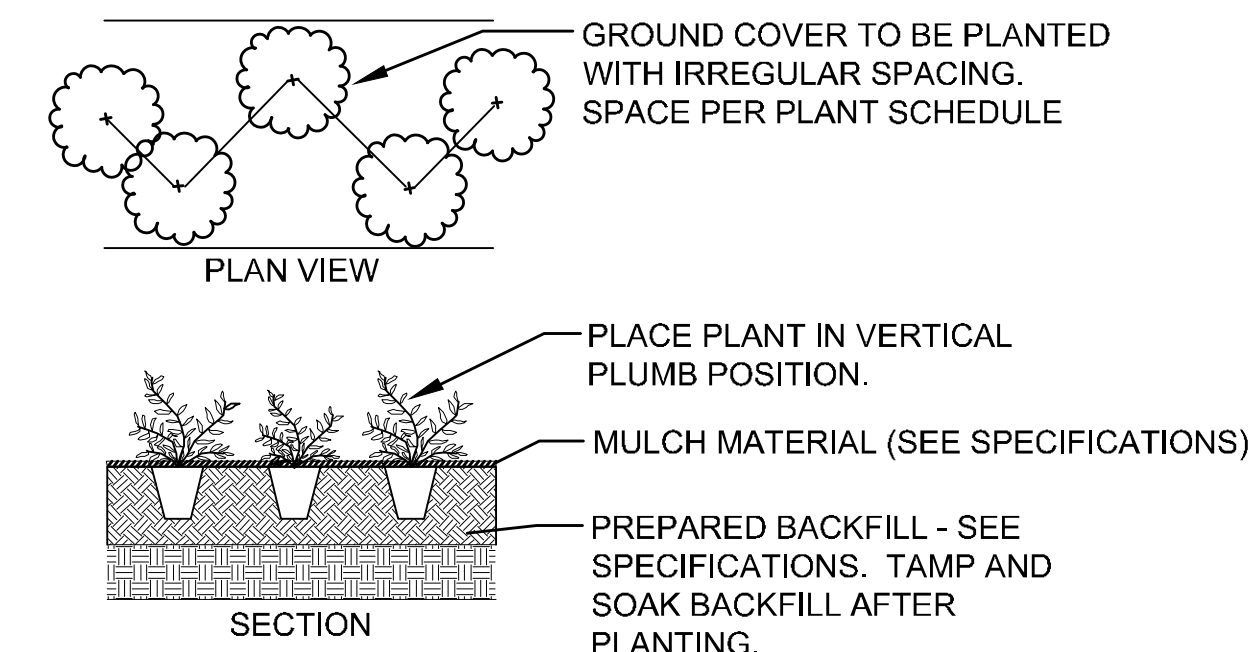 GROUND COVER TO BE PLANTED
WITH IRREGULAR SPACING.
SPACE PER PLANT SCHEDULE
PLAN VIEW
PLACE PLANT IN VERTICAL
PLUMB POSITION.
MULCH MATERIAL (SEE SPECIFICATIONS)
PREPARED BACKFILL - SEE
SPECIFICATIONS. TAMP AND
SOAK BACKFILL AFTER
PLANTING.
SECTION